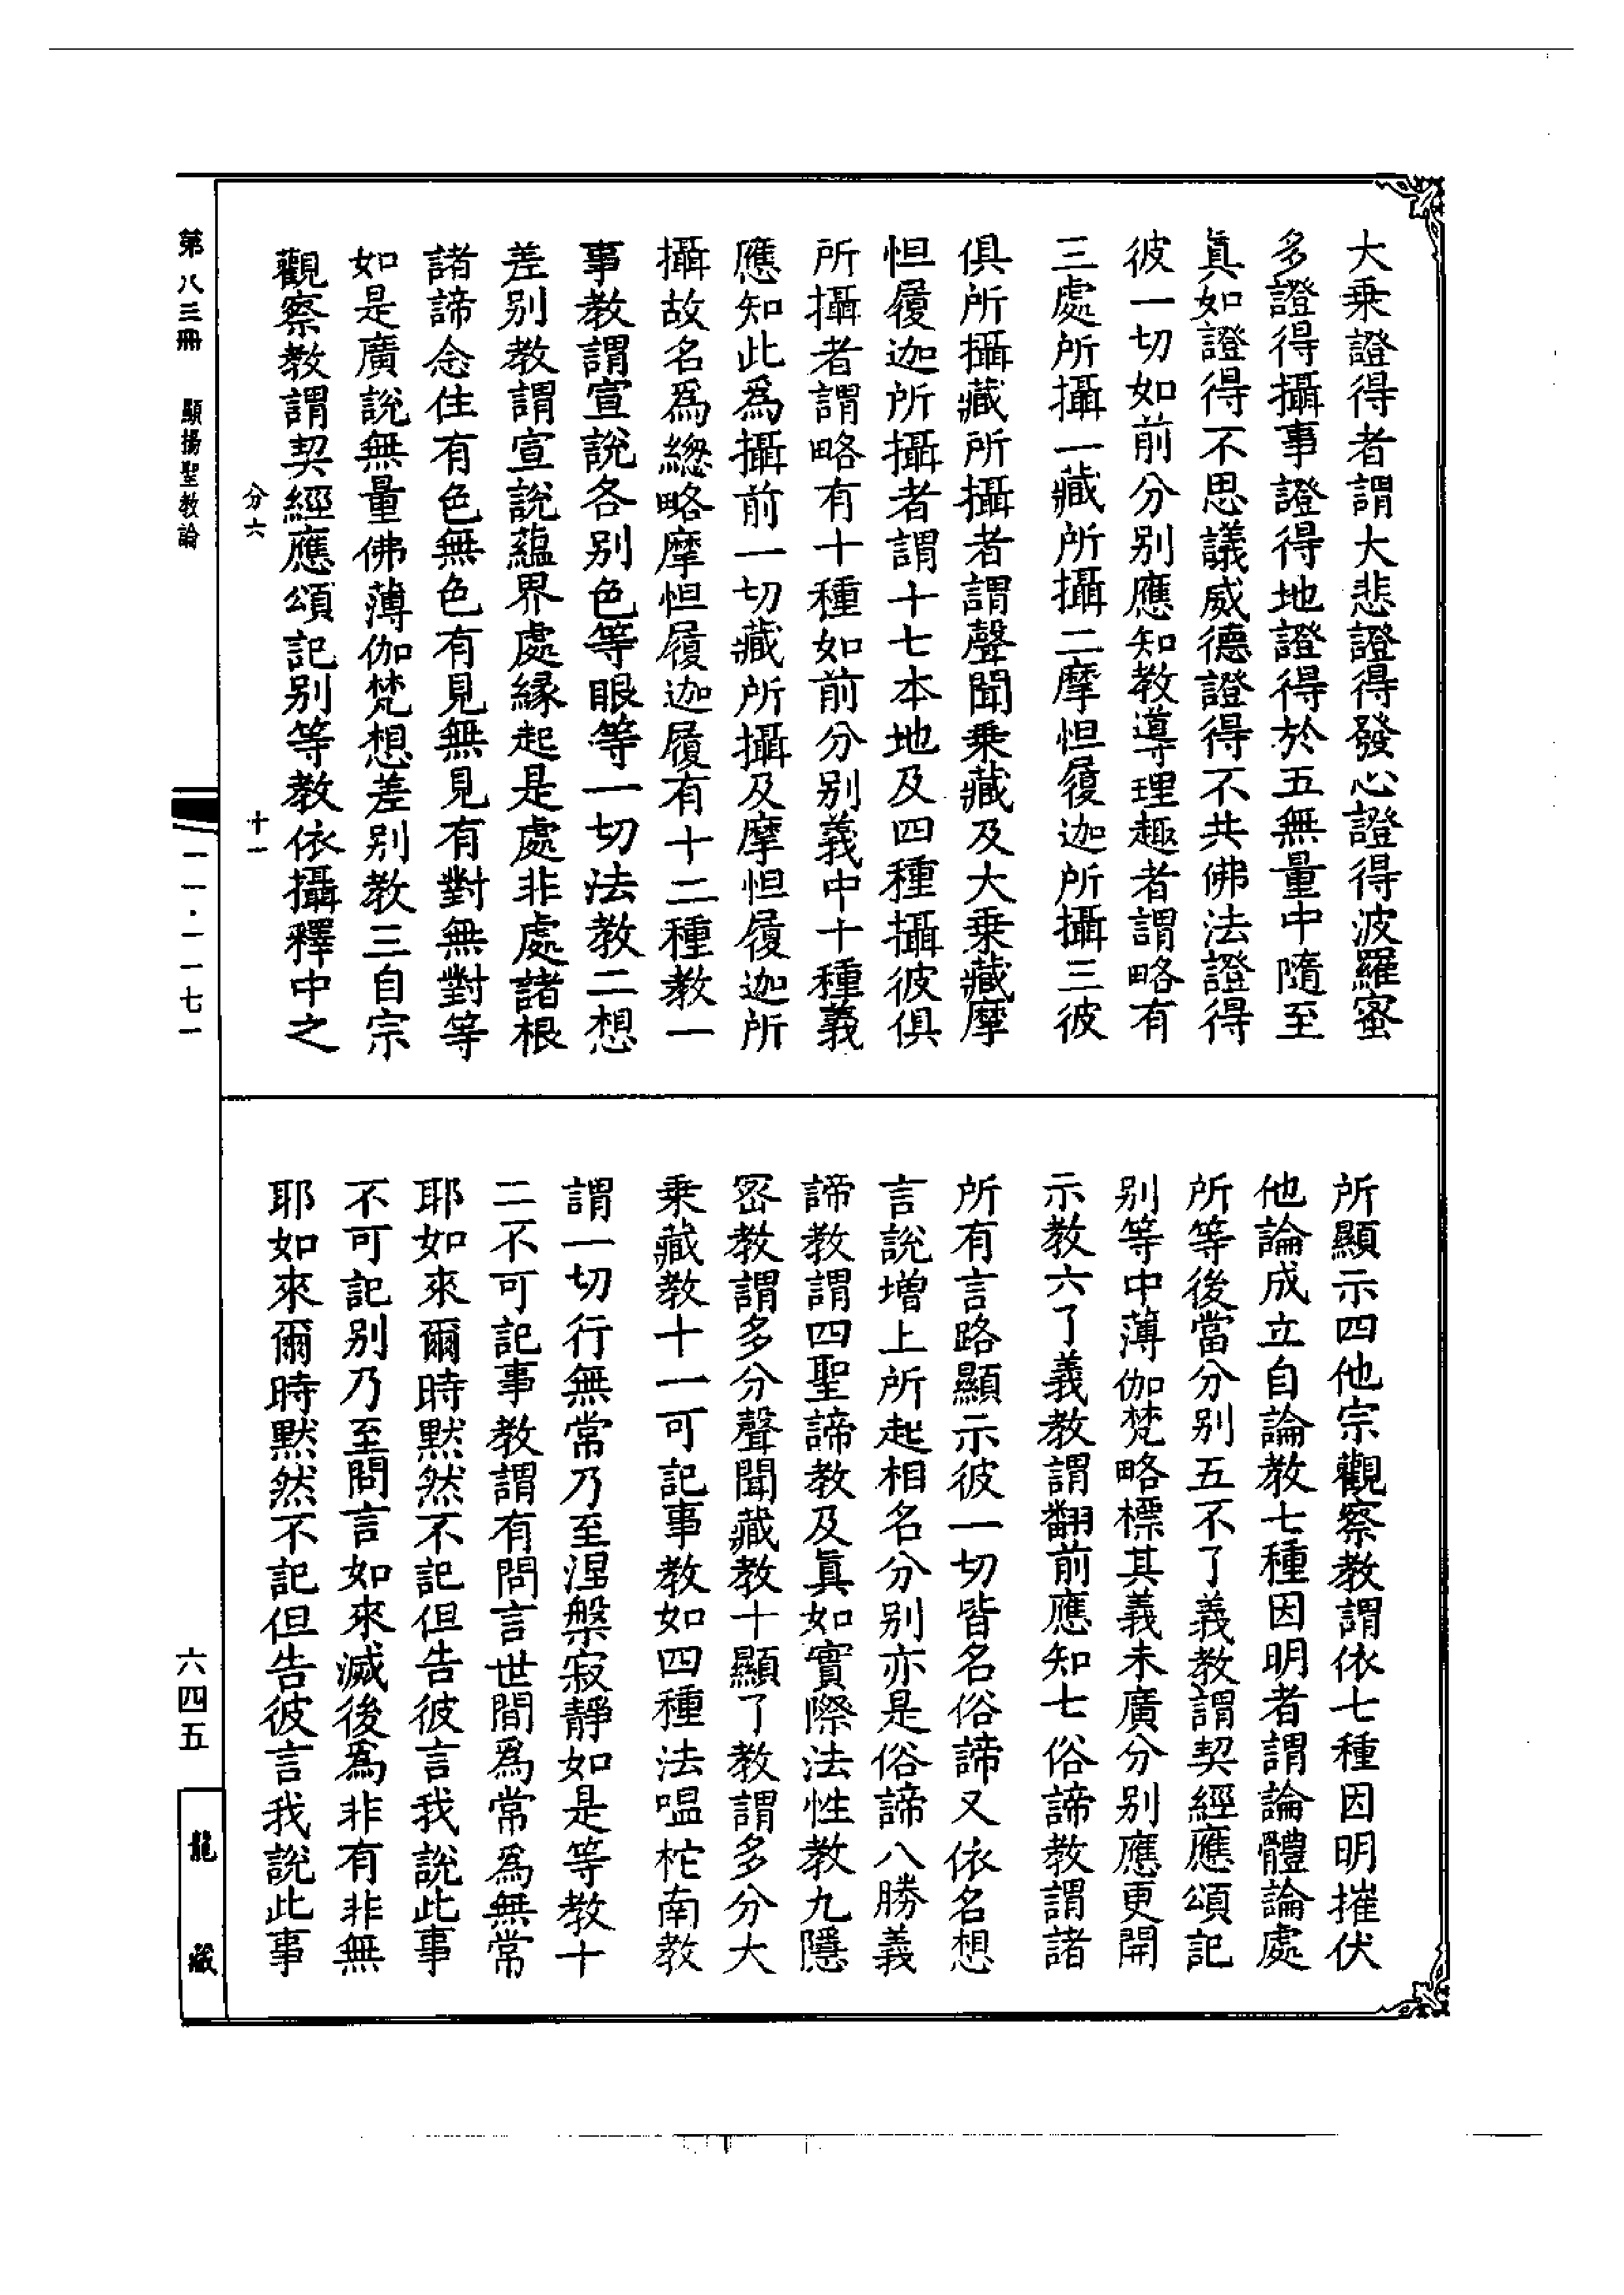 大乗證得者謂大悲證得發心證得波羅蜜
多證得攝事證得地證得於五無量中隨至
眞如證得不思議威德證得不共佛法證得
彼一切如前分别應知教導理趣者謂略有
三處所攝一藏所攝二摩怛履迦所攝三彼
俱所攝藏所攝者謂聲聞乗藏及大乗藏摩
怛履迦所攝者謂十七本地及四種攝彼俱
所攝者謂略有十種如前分别義中十種義
應知此爲攝前一切藏所攝及摩怛履迦所
攝故名爲總略摩怛履迦履有十二種教一
事教謂宣説各别色等眼等一切法教二想
差别教謂宣説藴界處縁起是處非處諸根
諸諦念住有色無色有見無見有對無對等
如是廣説無量佛薄伽梵想差别教三自宗
觀察教謂契經應頌記别等教依攝釋中之
分六
十一
所顯示四他宗觀察教謂依七種因明摧伏
他論成立自論教七種因明者謂論體論處
所等後當分别五不了義教謂契經應頌記
别等中薄伽梵略標其義未廣分别應更開
示教六了義教謂翻前應知七俗諦教謂諸
所有言路顯示彼一切皆名俗諦又依名想
言説增上所起相名分别亦是俗諦八勝義
諦教謂四聖諦教及眞如實際法性教九隱
密教謂多分聲聞藏教十顯了教謂多分大
乗藏教十一可記事教如四種法嗢柁南教
謂一切行無常乃至涅槃寂靜如是等教十
二不可記事教謂有問言世間爲常爲無常
耶如來爾時黙然不記但告彼言我説此事
不可記别乃至問言如來滅後爲非有非無
耶如來爾時黙然不記但告彼言我説此事
第八三冊 顯揚聖教論
一一·一一七一
六四五
龍藏